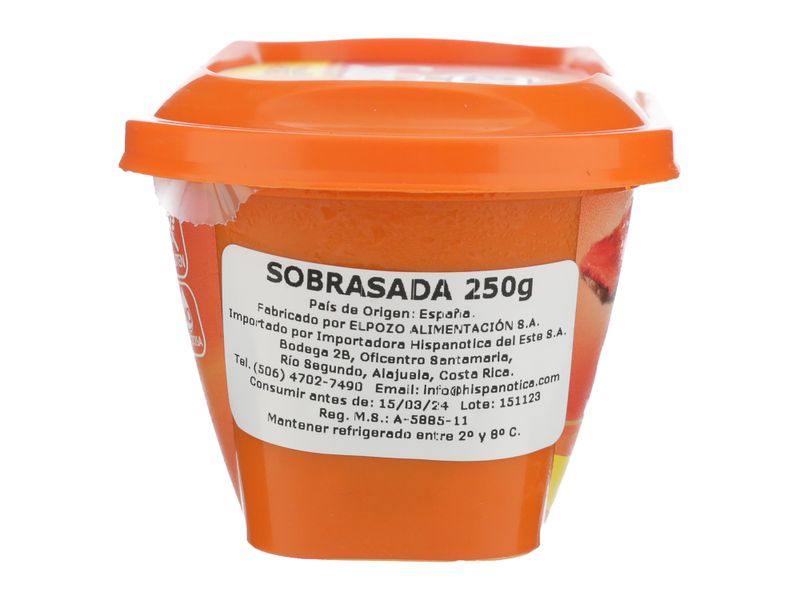 SOBRASADA 250g
País de Origen: España.
Fabricado por ELPOZO ALIMENTACIÓN S.A.
Importado por Importadora Hispanotica del Este S.A.
Bodega 2B, Oficentro Santamaria,
Río Segundo, Alajuela, Costa Rica.
Tel. (506) 4702-7490 Email: info@hispanotica.com
Consumir antes de: 15/03/24 Lote: 151123
Reg. M.S.: A-5885-11
Mantener refrigerado entre 2º y 8º C.